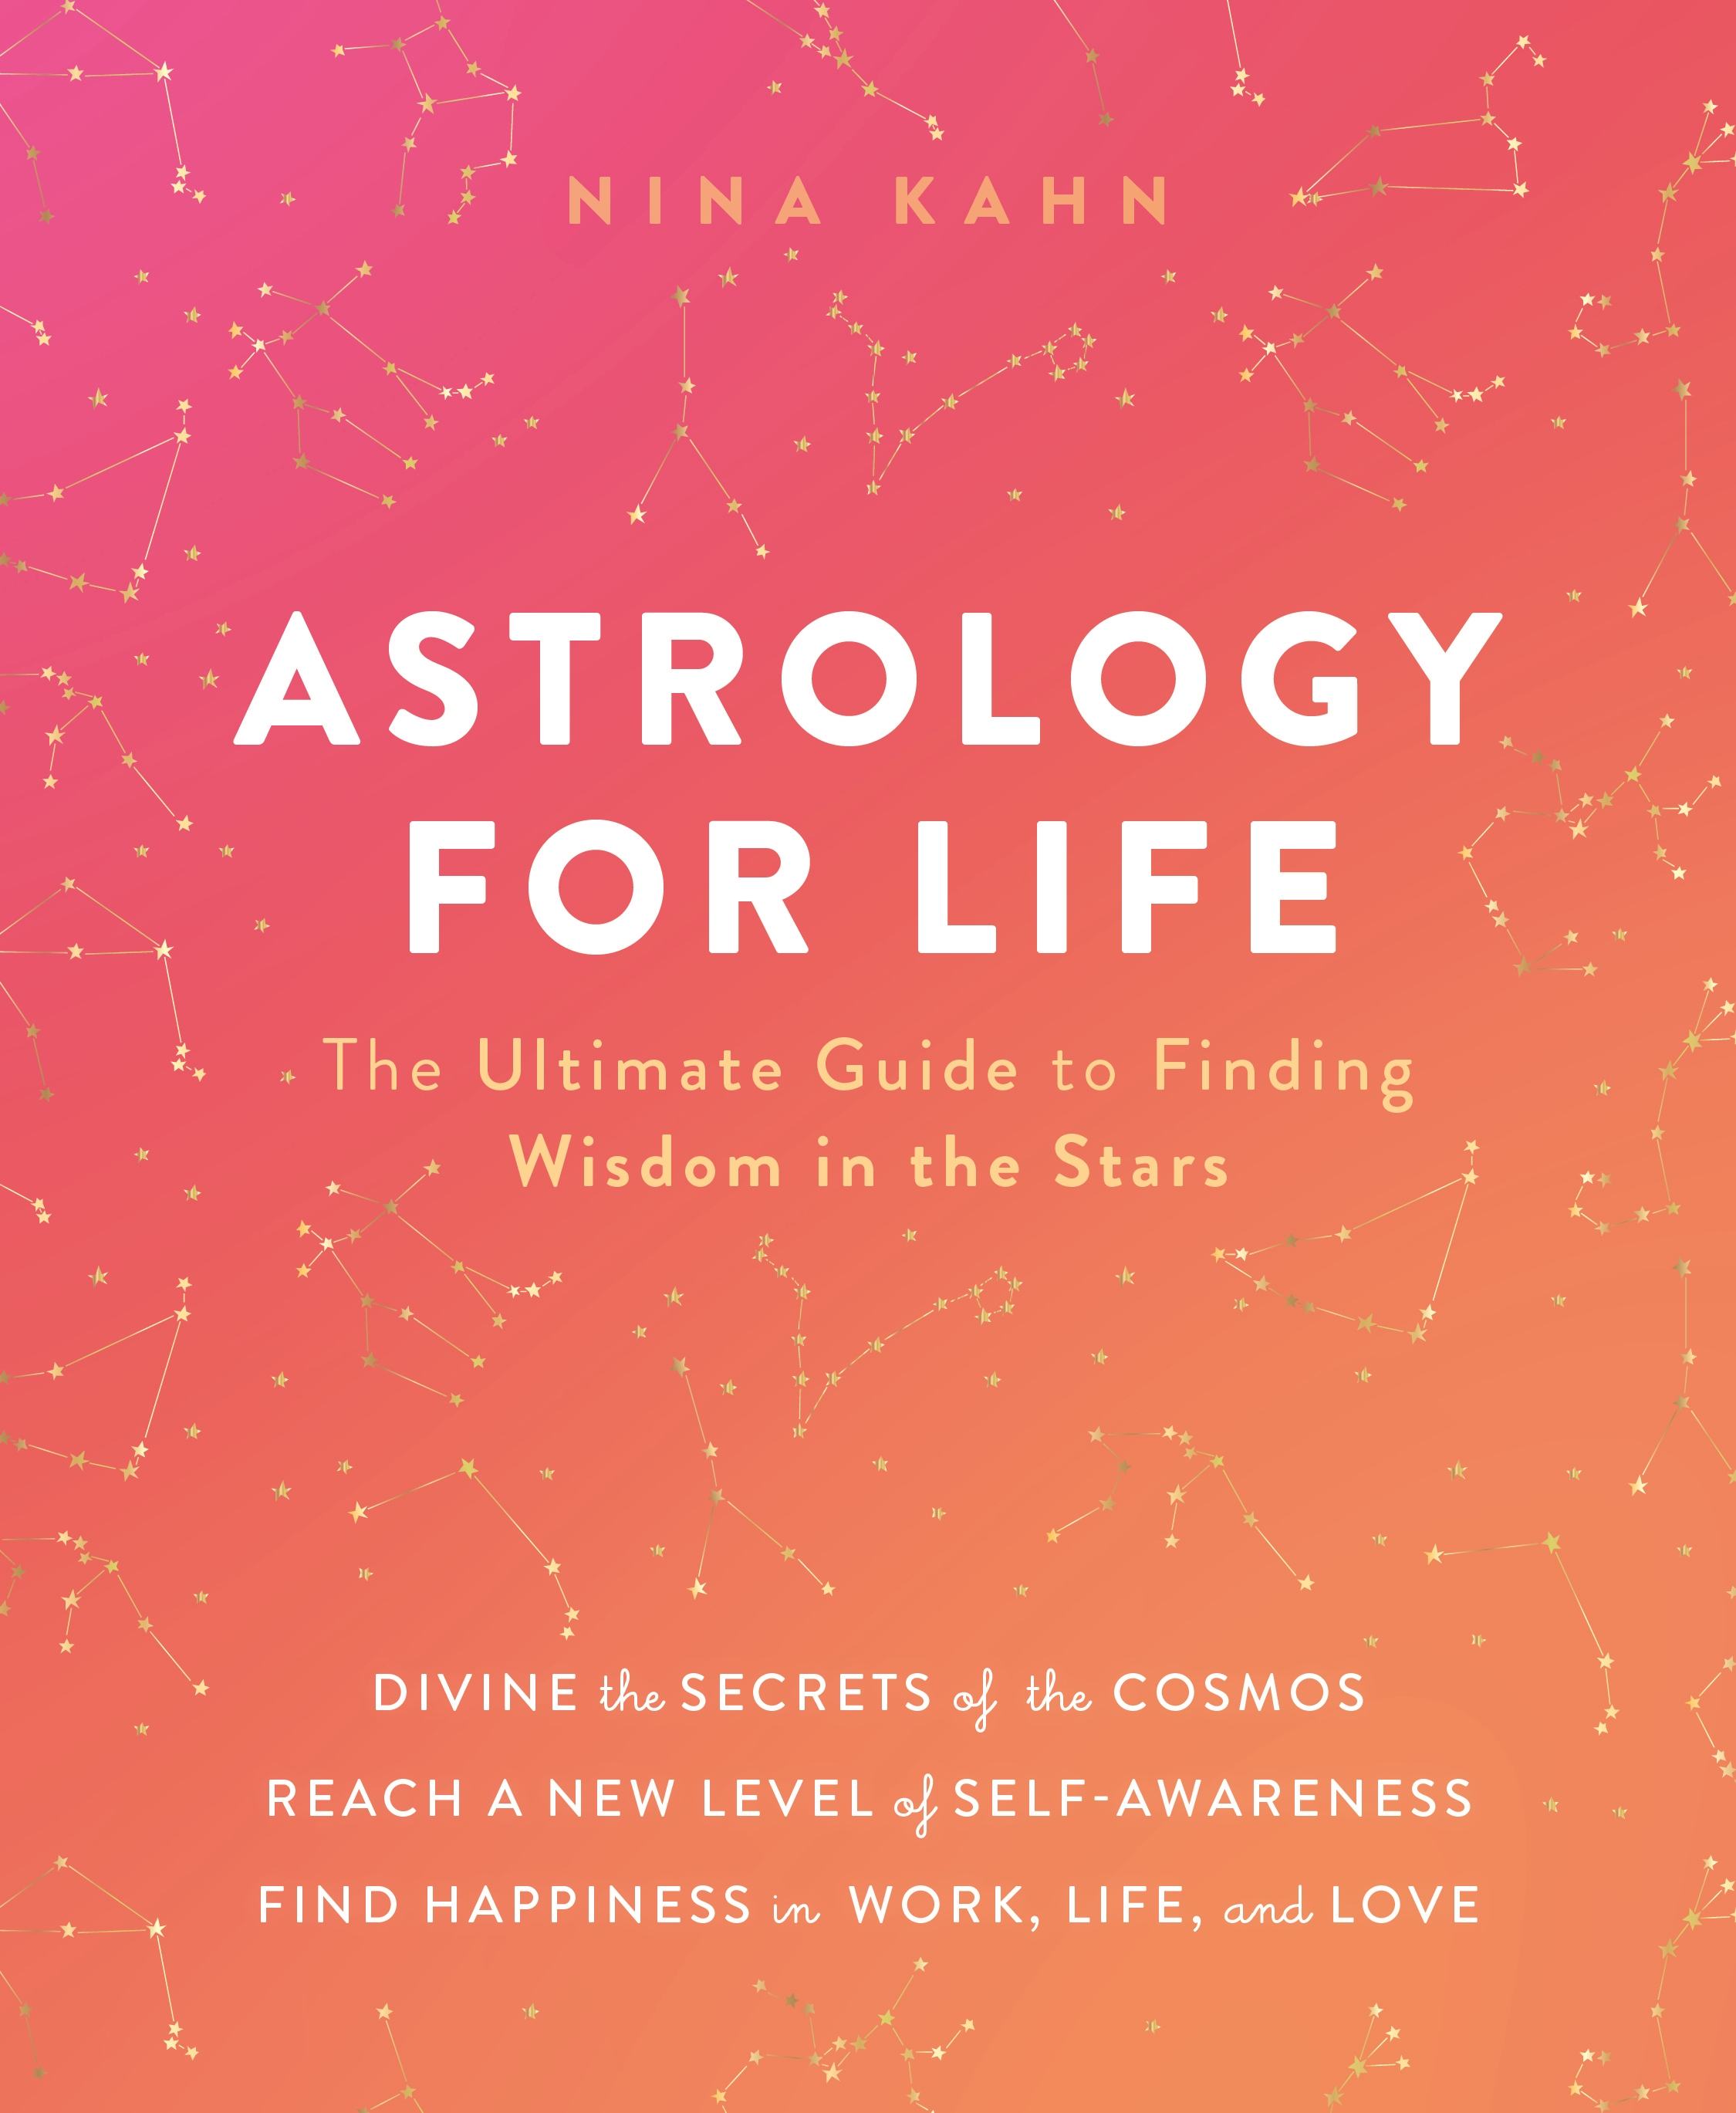 NINA KAHN
ASTROLOGY
FOR LIFE
The Ultimate Guide to Finding
Wisdom in the Stars
DIVINE the SECRETS of the COSMOS
REACH A NEW LEVEL of SELF-AWARENESS
FIND HAPPINESS in WORK, LIFE, and LOVE